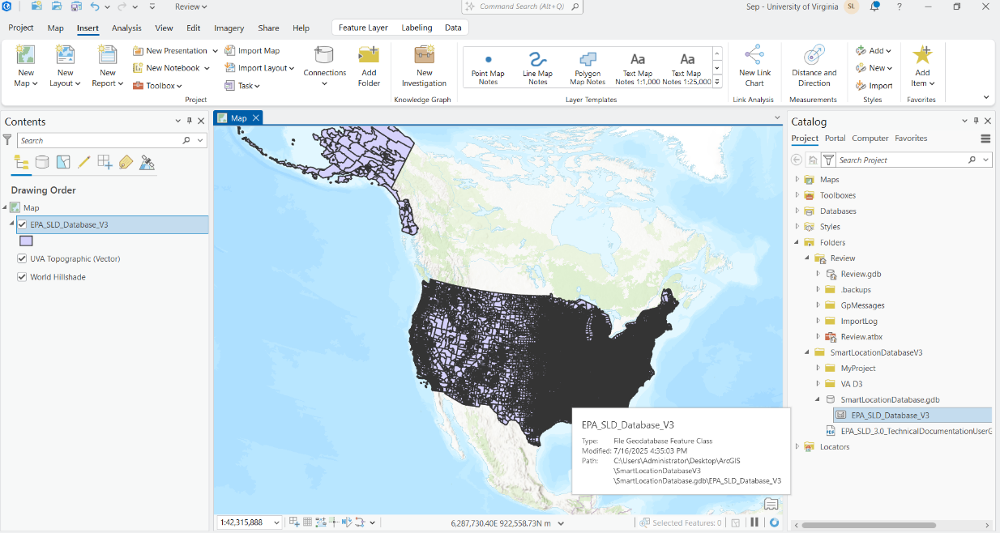 Review
Command Search (Alt+Q)
Sep - University of Virginia
SL
?
Project Map Insert Analysis View Edit Imagery Share Help Feature Layer Labeling Data
New Map
New Layout
New Report
New Presentation
New Notebook
Toolbox
Import Map
Import Layout
Task
Connections
Add Folder
Project
New Investigation
Knowledge Graph
Point Map Notes
Line Map Notes
Polygon Map Notes
Aa Text Map Notes 1:1,000
Aa Text Map Notes 1:25,000
Layer Templates
New Link Chart
Link Analysis
Distance and Direction
Measurements
Add
New
Import
Styles
Add Item
Favorites
Contents
Search
Drawing Order
Map
EPA_SLD_Database_V3
UVA Topographic (Vector)
World Hillshade
Map
EPA_SLD_Database_V3
Type: File Geodatabase Feature Class
Modified: 7/16/2025 4:35:03 PM
Path: C:\Users\Administrator\Desktop\ArcGIS
\SmartLocationDatabaseV3
\SmartLocationDatabase.gdb\EPA_SLD_Database_V3
1:42,315,888
6,287,730.40E 922,558.73N m
Selected Features: 0
Catalog
Project Portal Computer Favorites
Search Project
Maps
Toolboxes
Databases
Styles
Folders
Review
Review.gdb
.backups
GpMessages
ImportLog
Review.atbx
SmartLocationDatabaseV3
MyProject
VA D3
SmartLocationDatabase.gdb
EPA_SLD_Database_V3
EPA_SLD_3.0_TechnicalDocumentationUserG
Locators